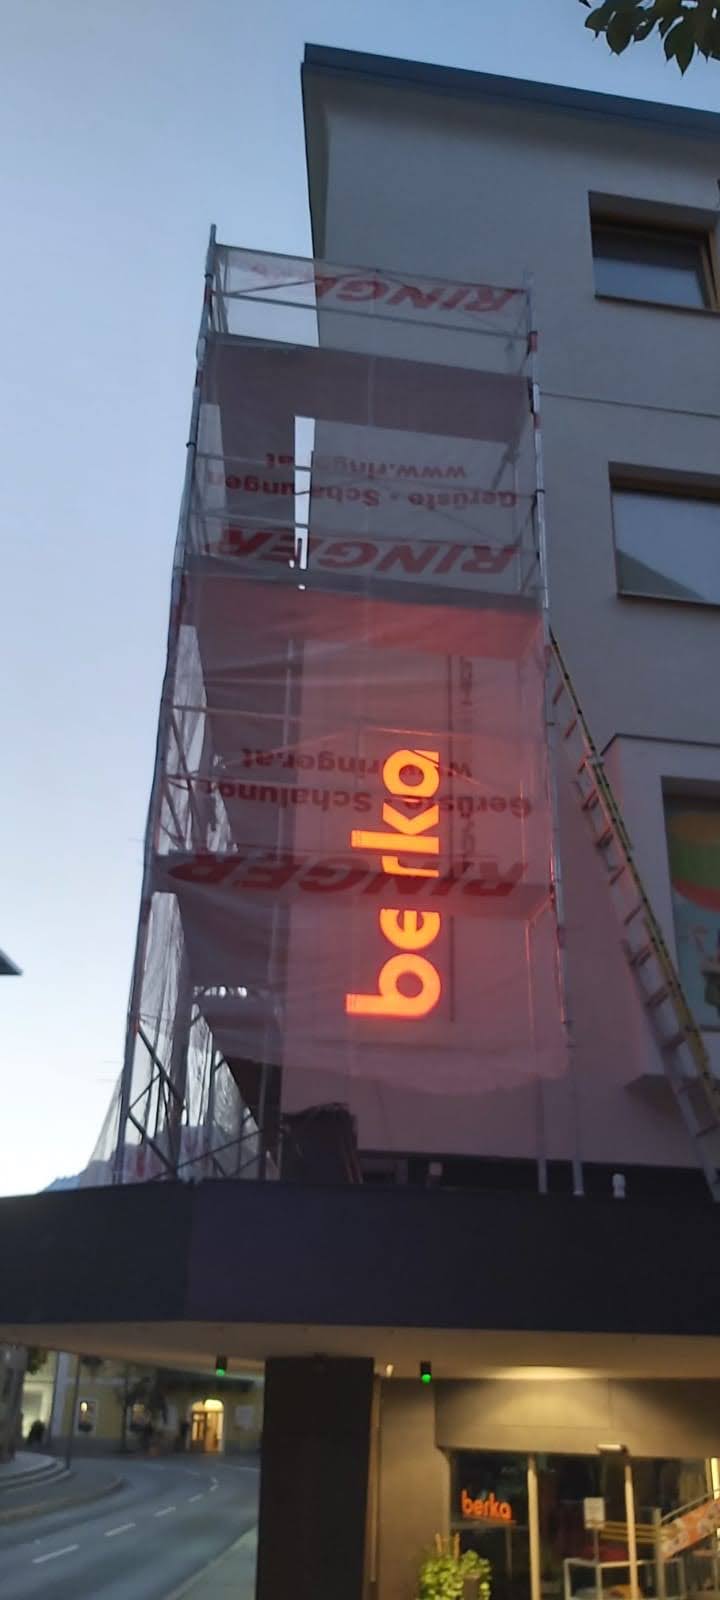 RINGER
www.ringer.at
Gerüste - Schalungen
RINGER
www.ringer.at
Gerüste - Schalungen
RINGER
berka
berka